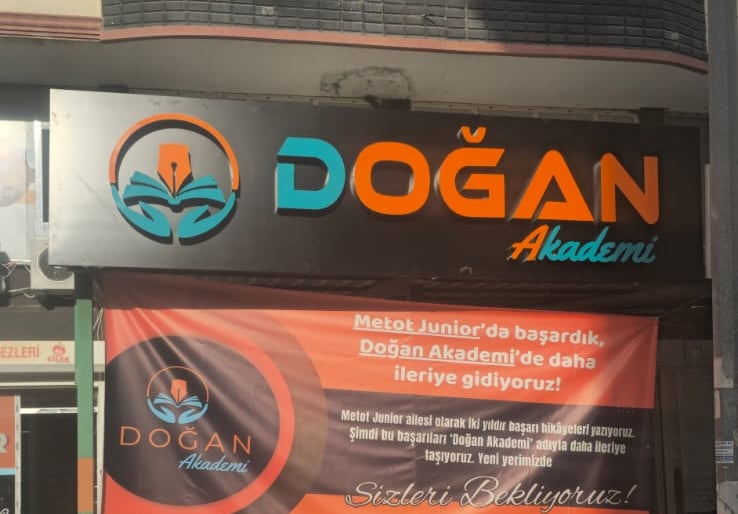 DOĞAN
Akademi
Metot Junior'da başardık,
Doğan Akademi'de daha
ileriye gidiyoruz!
EZLERİ
DOĞAN
Akademi
Metot Junior ailesi olarak iki yıldır başarı hikâyeleri yazıyoruz.
Şimdi bu başarıları 'Doğan Akademi' adıyla daha ileriye
taşıyoruz. Yeni yerimizde
Sizleri Bekliyoruz!
R